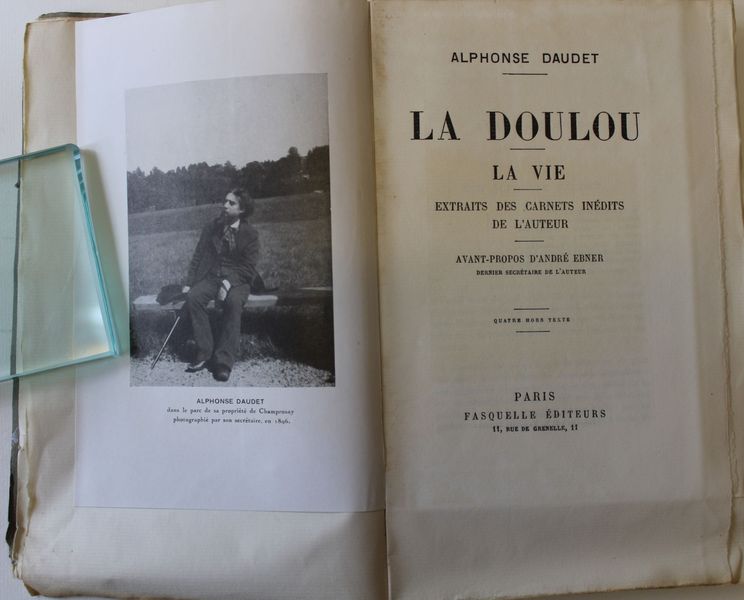 ALPHONSE DAUDET
dans le parc de sa propriété de Champrosay
photographié par son secrétaire, en 1896.
ALPHONSE DAUDET
LA DOULOU
LA VIE
EXTRAITS DES CARNETS INÉDITS
DE L'AUTEUR
AVANT-PROPOS D'ANDRÉ EBNER
DERNIER SECRÉTAIRE DE L'AUTEUR
QUATRE HORS TEXTE
PARIS
FASQUELLE ÉDITEURS
11, RUE DE GRENELLE, 11